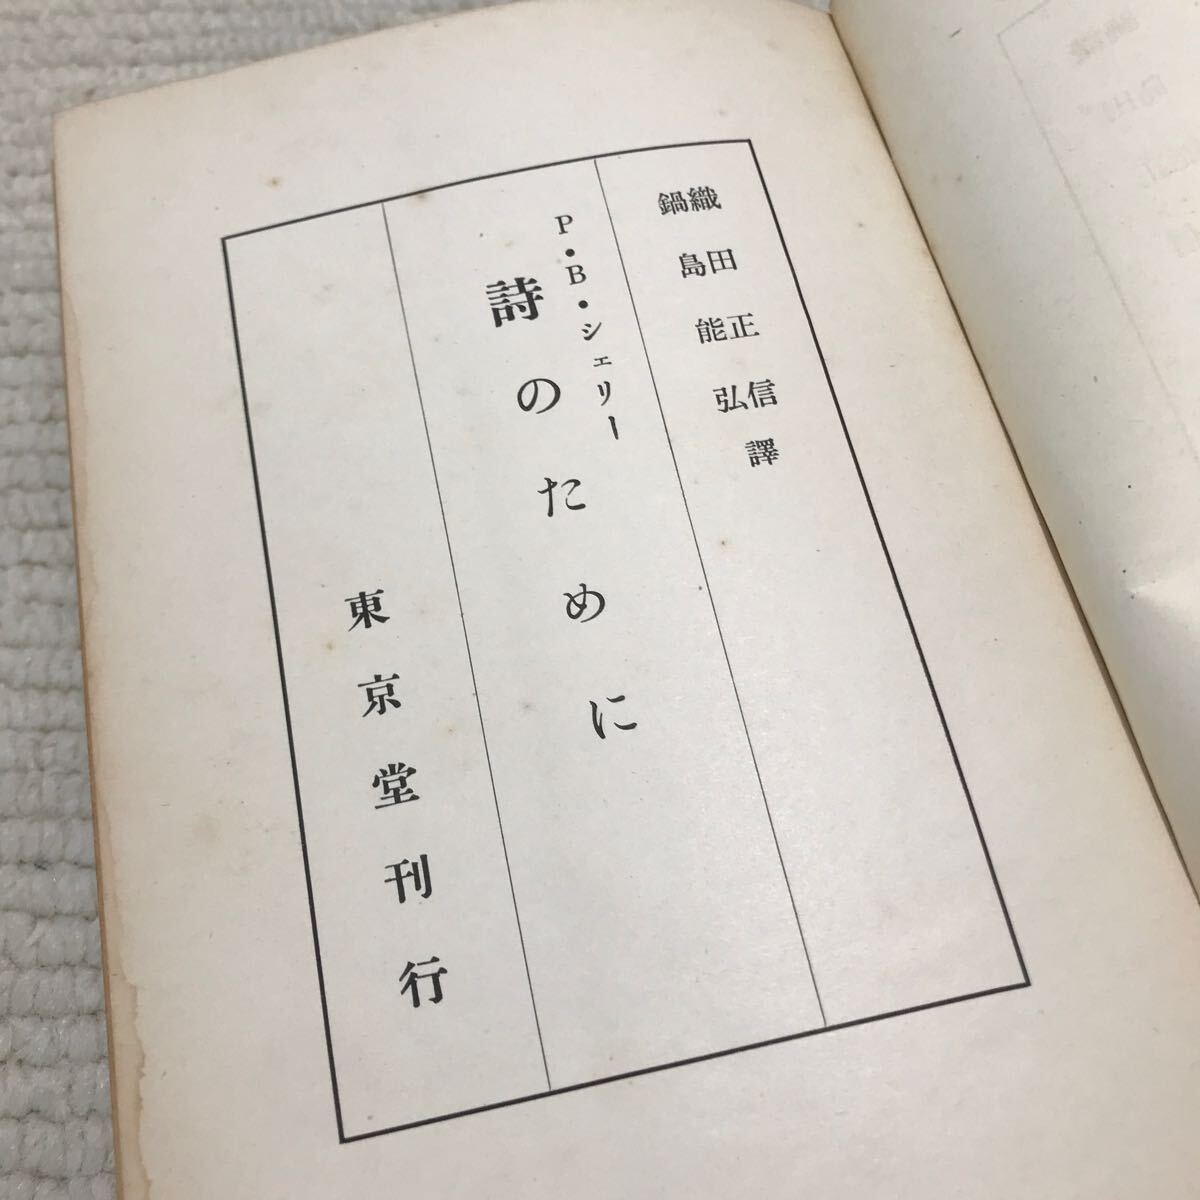 織田正信
鍋島能弘
譯
P・B・シェリー
詩のために
東京堂刊行